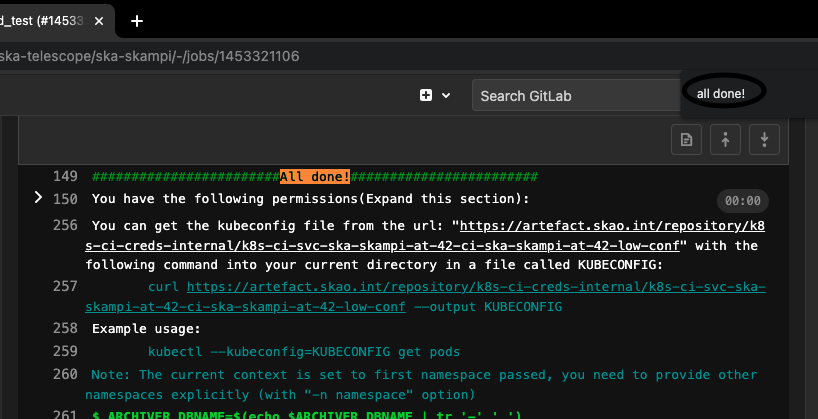 d_test (#14533
ska-telescope/ska-skampi/-/jobs/1453321106
Search GitLab
all done!
149 ########################All done!########################
150 You have the following permissions(Expand this section): 00:00
256 You can get the kubeconfig file from the url: "https://artefact.skao.int/repository/k8
s-ci-creds-internal/k8s-ci-svc-ska-skampi-at-42-ci-ska-skampi-at-42-low-conf" with the
following command into your current directory in a file called KUBECONFIG:
257 curl https://artefact.skao.int/repository/k8s-ci-creds-internal/k8s-ci-svc-ska-
skampi-at-42-ci-ska-skampi-at-42-low-conf --output KUBECONFIG
258 Example usage:
259 kubectl --kubeconfig=KUBECONFIG get pods
260 Note: The current context is set to first namespace passed, you need to provide other
namespaces explicitly (with "-n namespace" option)
261 $ ARCHIVER_DBNAME=$(echo $ARCHIVER_DBNAME | tr '-' '_')